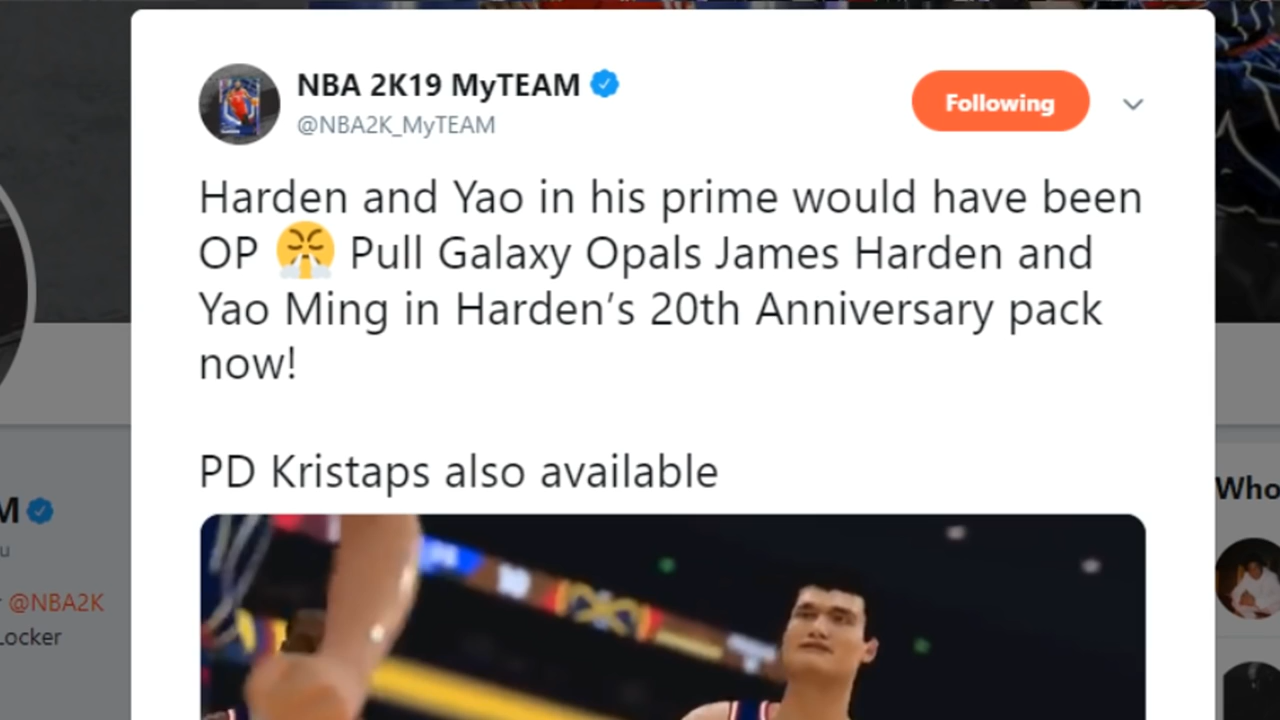 NBA 2K19 MyTEAM
@NBA2K_MyTEAM
Following
Harden and Yao in his prime would have been
OP 😤 Pull Galaxy Opals James Harden and
Yao Ming in Harden’s 20th Anniversary pack
now!
PD Kristaps also available
M
u
@NBA2K
Locker
Who